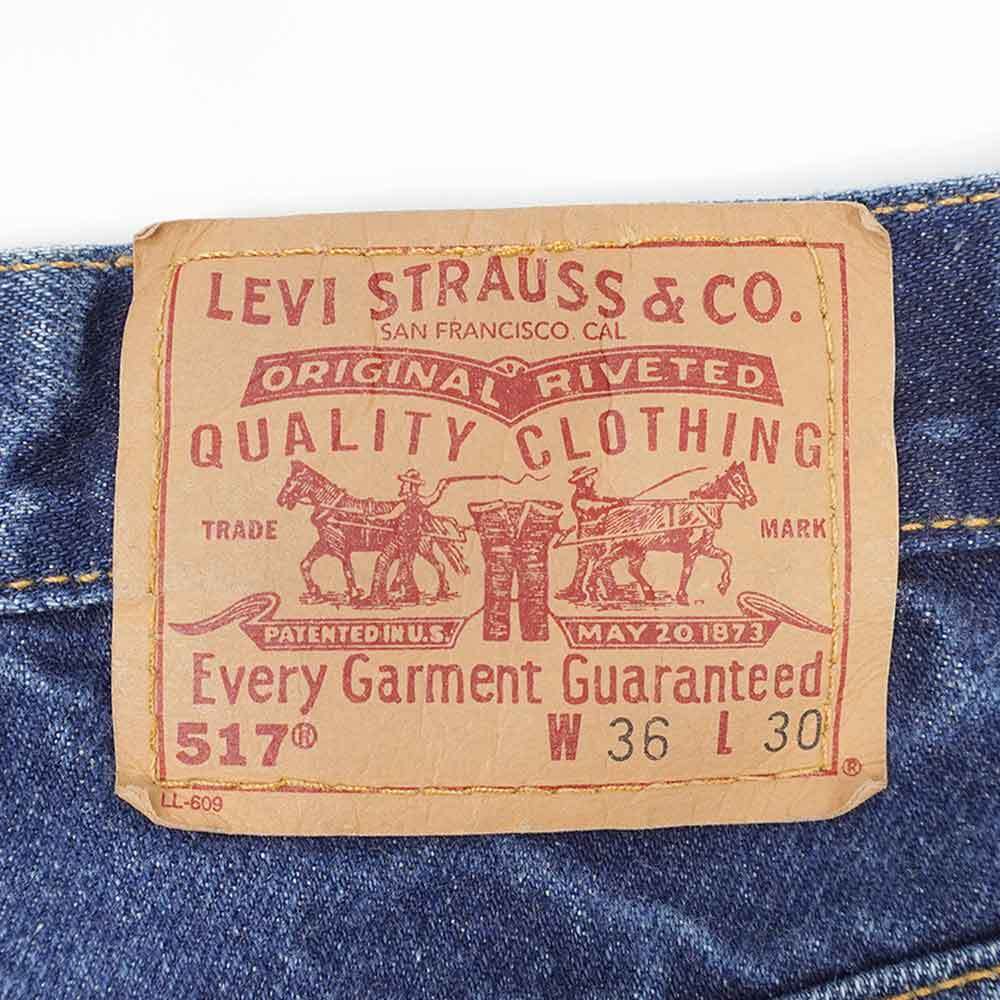 LEVI STRAUSS & CO.
SAN FRANCISCO, CAL
ORIGINAL RIVETED
QUALITY CLOTHING
TRADE MARK
PATENTED IN U.S. MAY 20 1873
Every Garment Guaranteed
517® W 36 L 30
®
LL-609